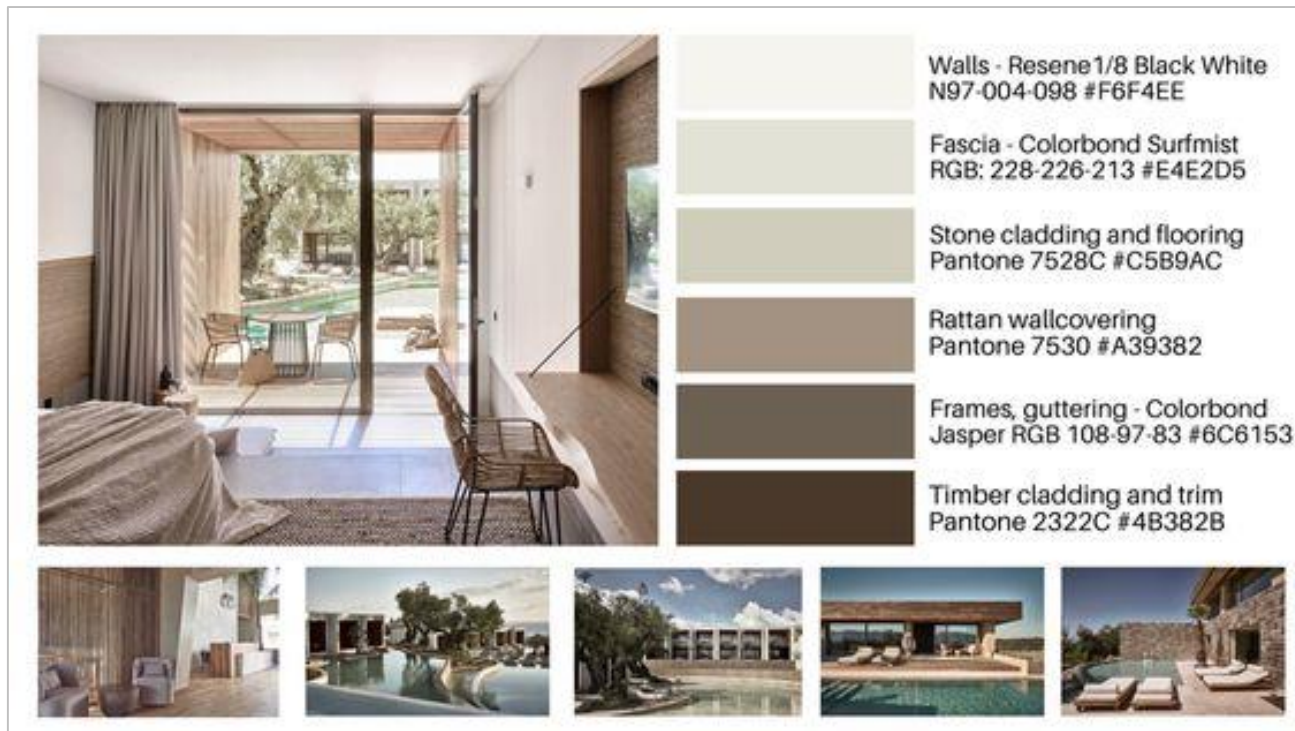 Walls - Resene1/8 Black White
N97-004-098 #F6F4EE
Fascia - Colorbond Surfmist
RGB: 228-226-213 #E4E2D5
Stone cladding and flooring
Pantone 7528C #C5B9AC
Rattan wallcovering
Pantone 7530 #A39382
Frames, guttering - Colorbond
Jasper RGB 108-97-83 #6C6153
Timber cladding and trim
Pantone 2322C #4B382B